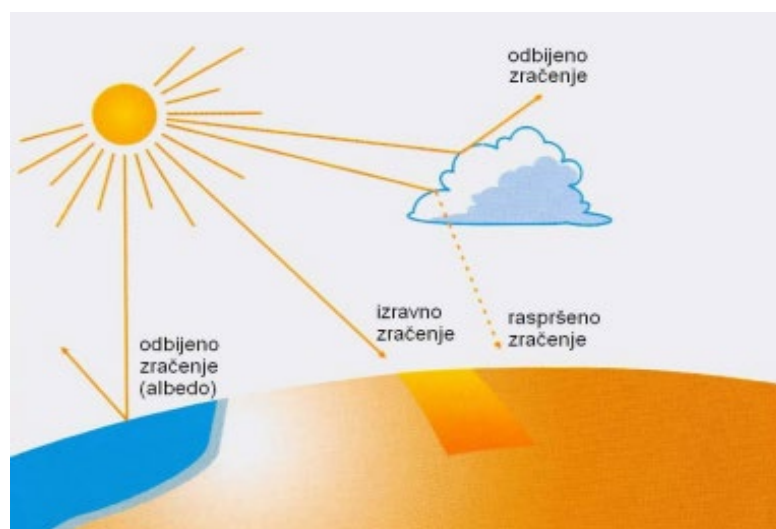 odbijeno
zračenje
izravno
zračenje
raspršeno
zračenje
odbijeno
zračenje
(albedo)